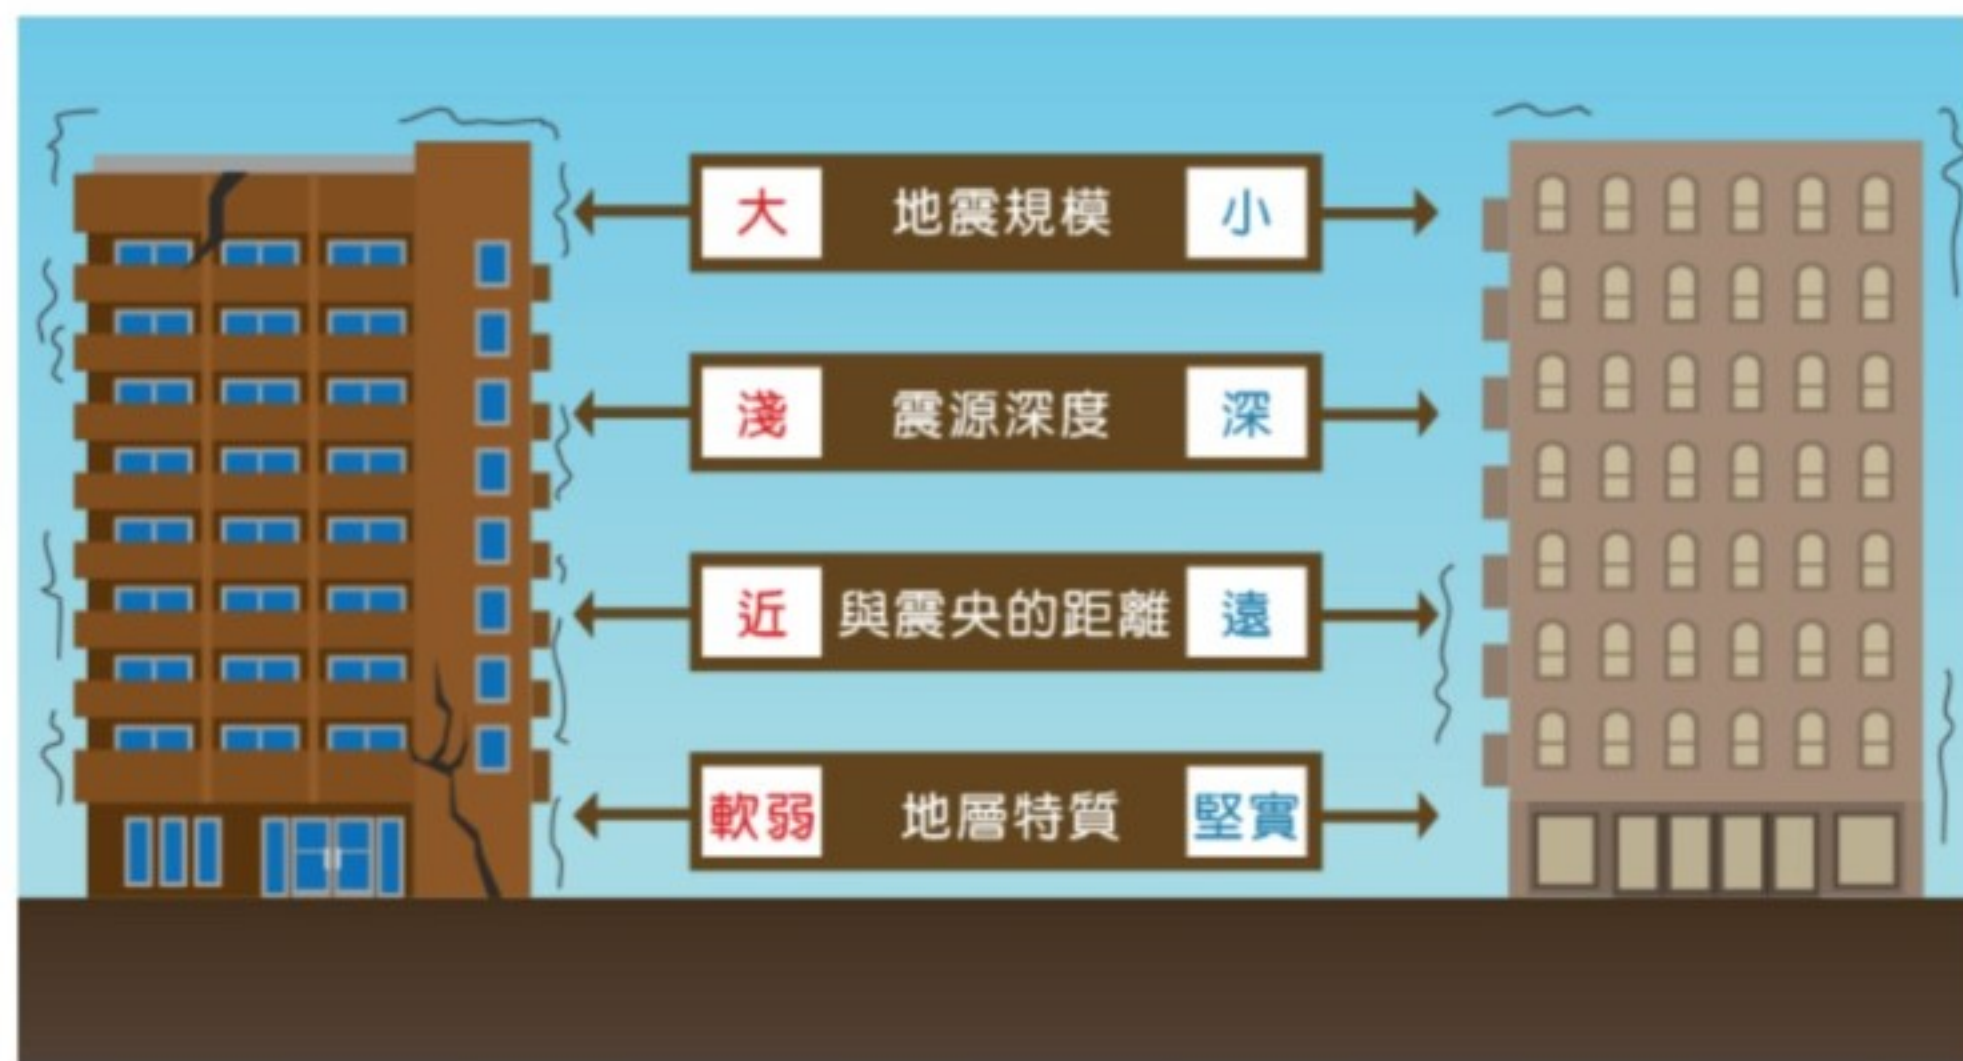 大 地震規模 小
淺 震源深度 深
近 與震央的距離 遠
軟弱 地層特質 堅實